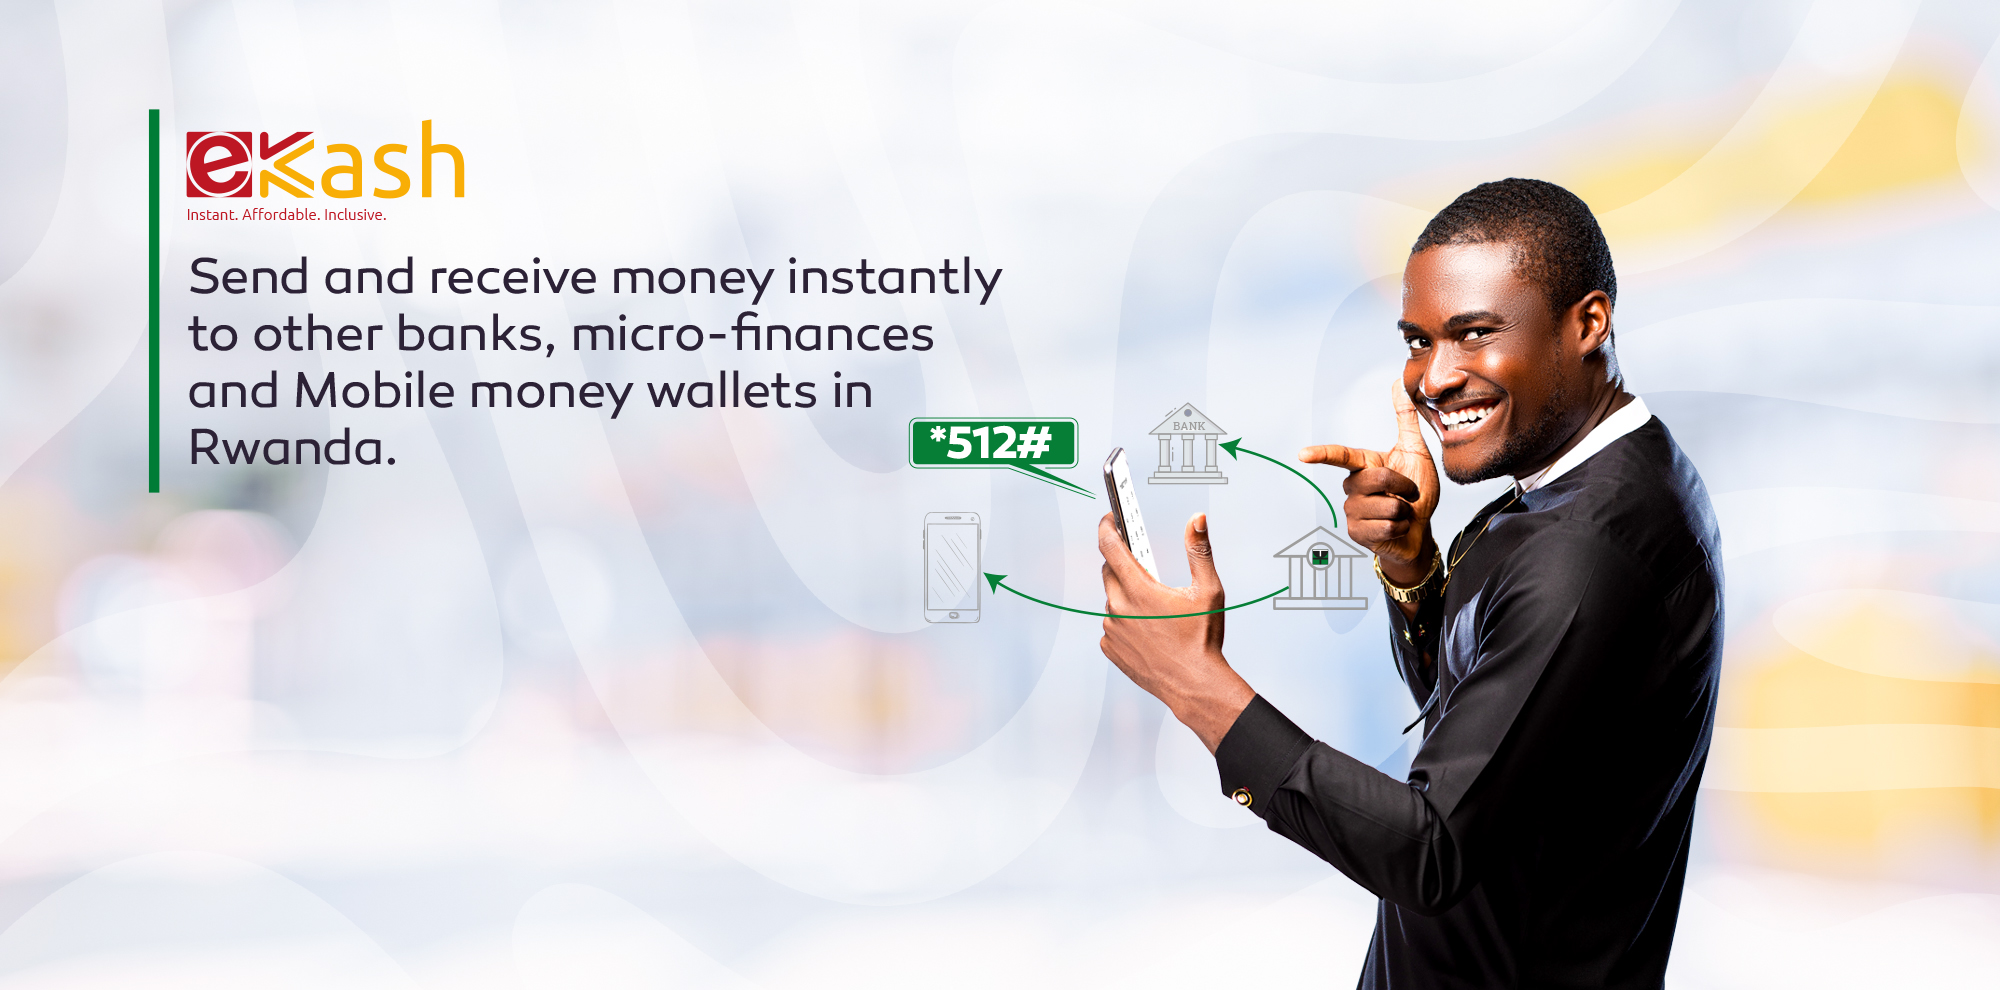 eKash
Instant. Affordable. Inclusive.
Send and receive money instantly
to other banks, micro-finances
and Mobile money wallets in
Rwanda.
*512#
BANK